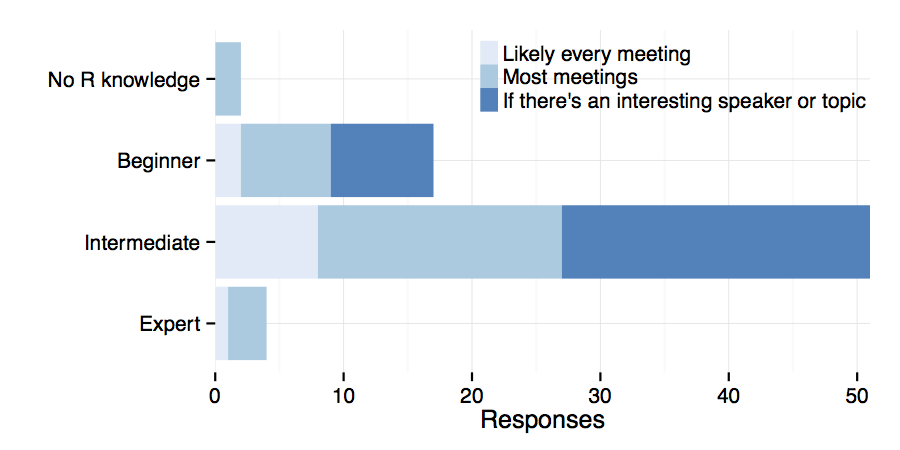 Likely every meeting
Most meetings
If there's an interesting speaker or topic
No R knowledge
Beginner
Intermediate
Expert
0 10 20 30 40 50
Responses